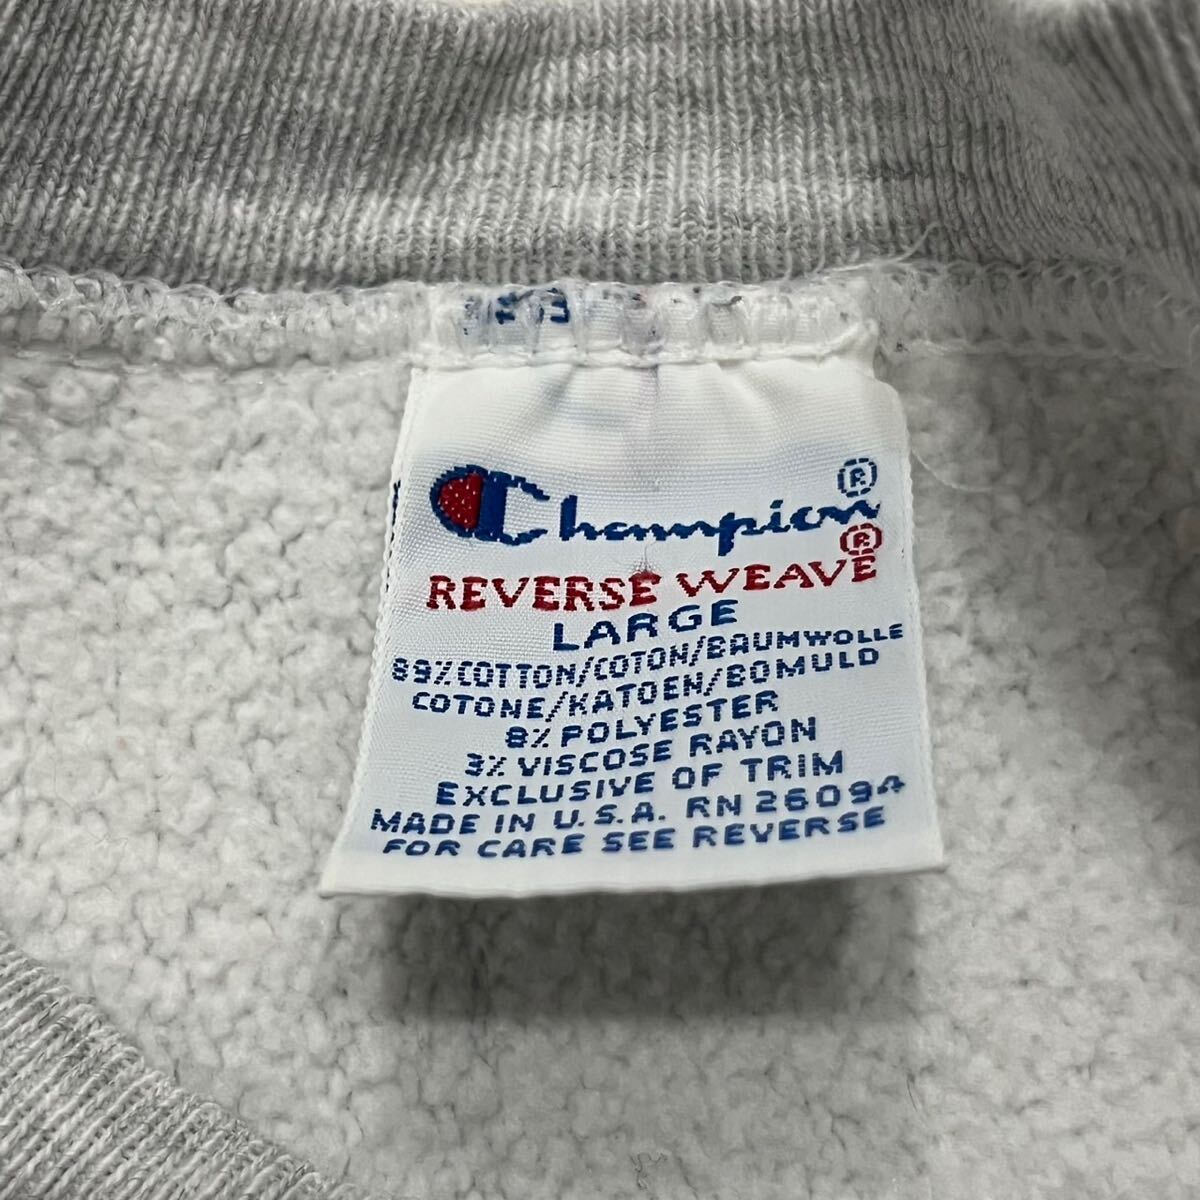 Champion®
REVERSE WEAVE®
LARGE
89% COTTON/COTON/BAUMWOLLE
COTONE/KATOEN/BOMULD
8% POLYESTER
3% VISCOSE RAYON
EXCLUSIVE OF TRIM
MADE IN U.S.A. RN 26094
FOR CARE SEE REVERSE